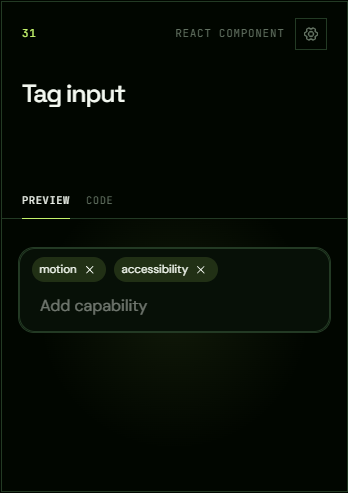 31 REACT COMPONENT
Tag input
PREVIEW CODE
motion × accessibility ×
Add capability